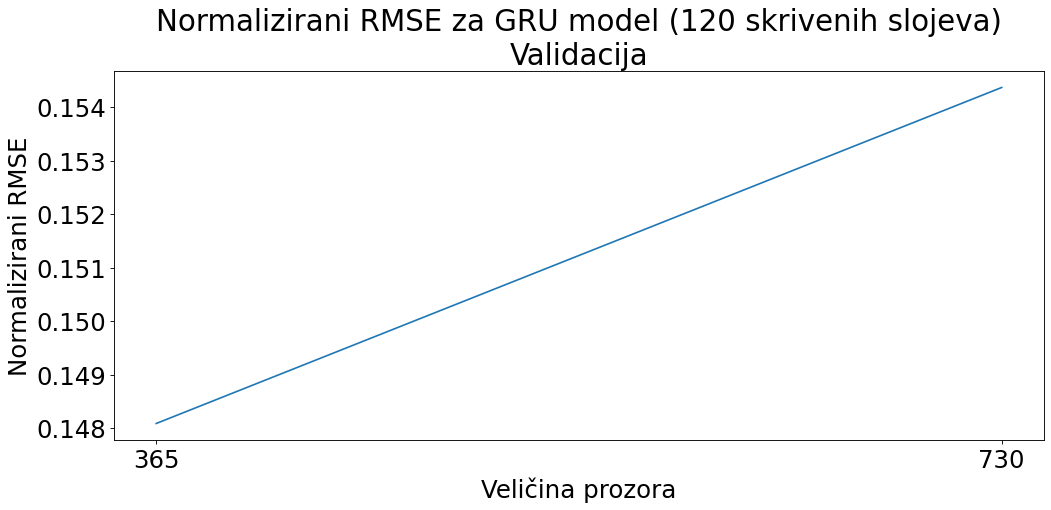 Normalizirani RMSE za GRU model (120 skrivenih slojeva)
Validacija
Normalizirani RMSE
0.154
0.153
0.152
0.151
0.150
0.149
0.148
365
730
Veličina prozora